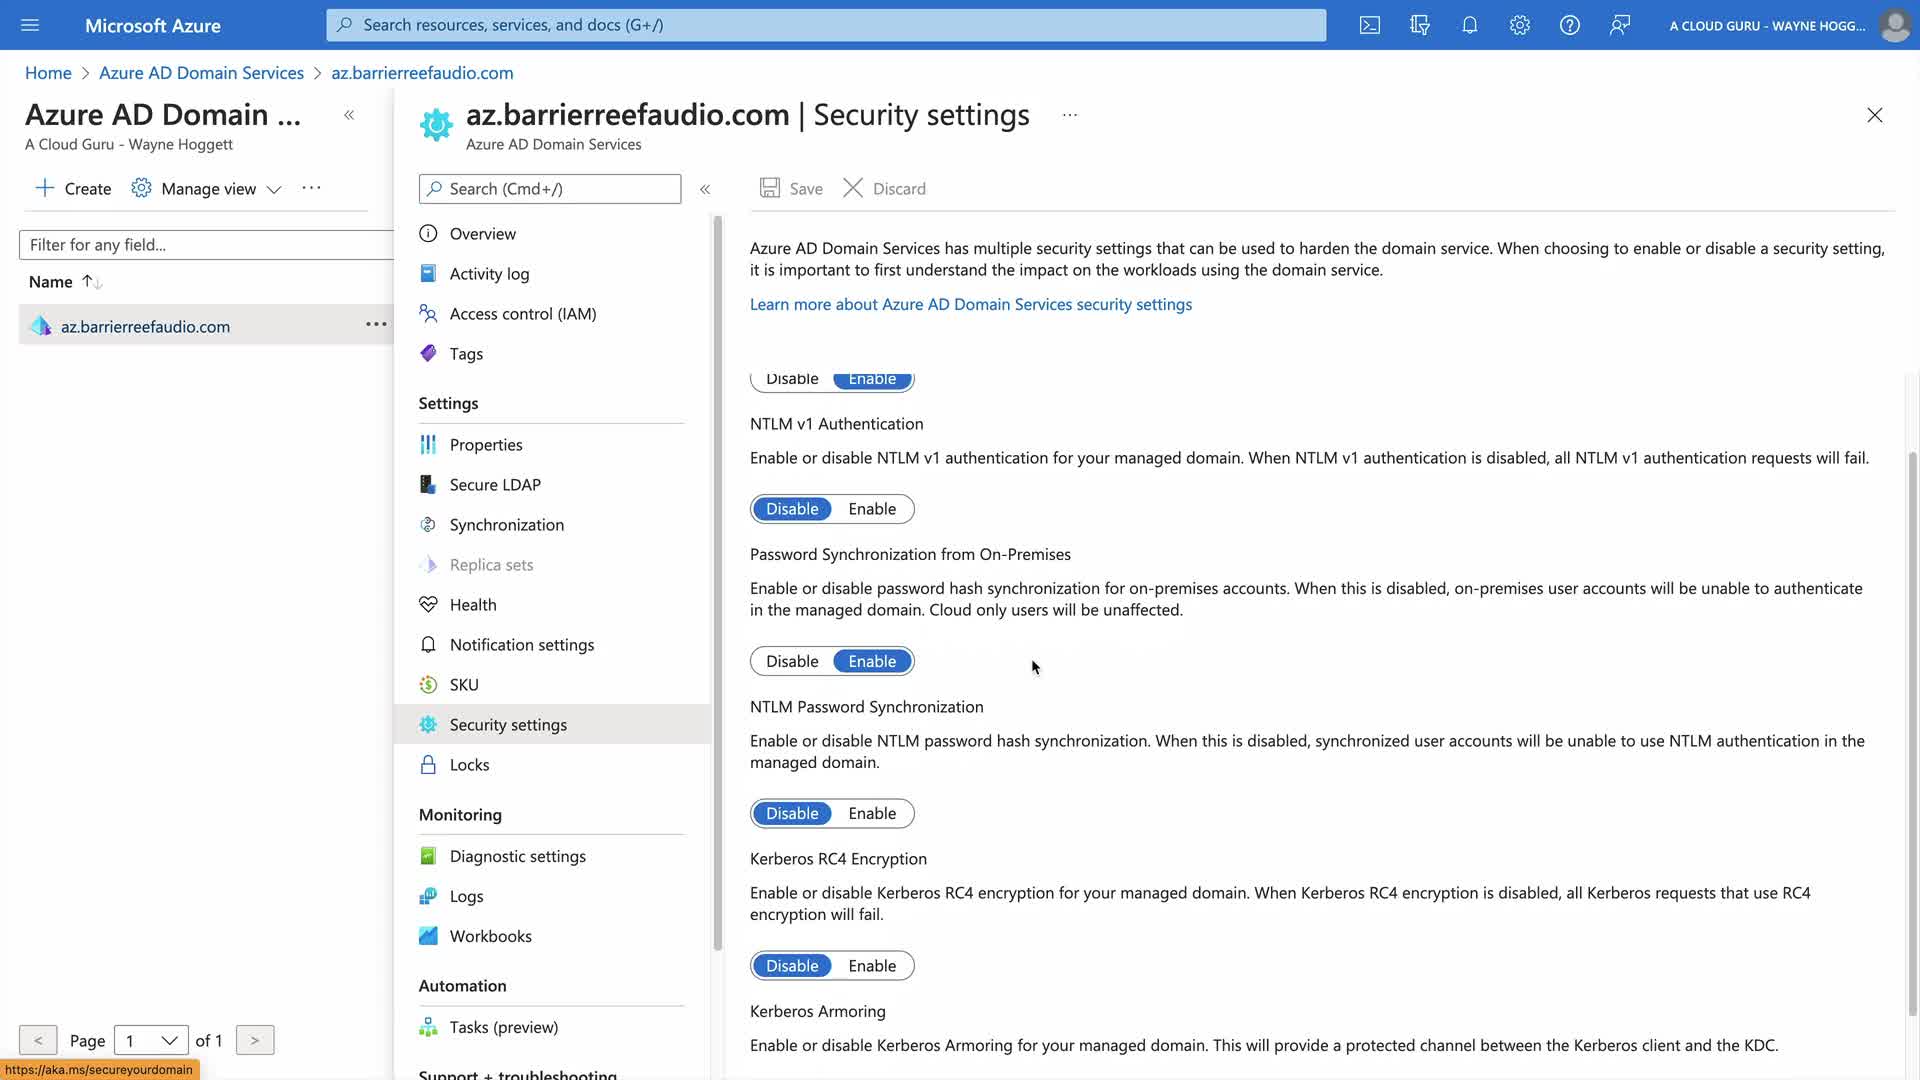 Microsoft Azure
Search resources, services, and docs (G+/)
A CLOUD GURU - WAYNE HOGG...
Home > Azure AD Domain Services > az.barrierreefaudio.com
Azure AD Domain ...
«
A Cloud Guru - Wayne Hoggett
Create
Manage view
...
Filter for any field...
Name
az.barrierreefaudio.com
...
< Page 1 of 1 >
https://aka.ms/secureyourdomain
az.barrierreefaudio.com | Security settings
...
Azure AD Domain Services
Search (Cmd+/)
«
Overview
Activity log
Access control (IAM)
Tags
Settings
Properties
Secure LDAP
Synchronization
Replica sets
Health
Notification settings
SKU
Security settings
Locks
Monitoring
Diagnostic settings
Logs
Workbooks
Automation
Tasks (preview)
Support + troubleshooting
Save
Discard
Azure AD Domain Services has multiple security settings that can be used to harden the domain service. When choosing to enable or disable a security setting,
it is important to first understand the impact on the workloads using the domain service.
Learn more about Azure AD Domain Services security settings
Disable Enable
NTLM v1 Authentication
Enable or disable NTLM v1 authentication for your managed domain. When NTLM v1 authentication is disabled, all NTLM v1 authentication requests will fail.
Disable Enable
Password Synchronization from On-Premises
Enable or disable password hash synchronization for on-premises accounts. When this is disabled, on-premises user accounts will be unable to authenticate
in the managed domain. Cloud only users will be unaffected.
Disable Enable
NTLM Password Synchronization
Enable or disable NTLM password hash synchronization. When this is disabled, synchronized user accounts will be unable to use NTLM authentication in the
managed domain.
Disable Enable
Kerberos RC4 Encryption
Enable or disable Kerberos RC4 encryption for your managed domain. When Kerberos RC4 encryption is disabled, all Kerberos requests that use RC4
encryption will fail.
Disable Enable
Kerberos Armoring
Enable or disable Kerberos Armoring for your managed domain. This will provide a protected channel between the Kerberos client and the KDC.